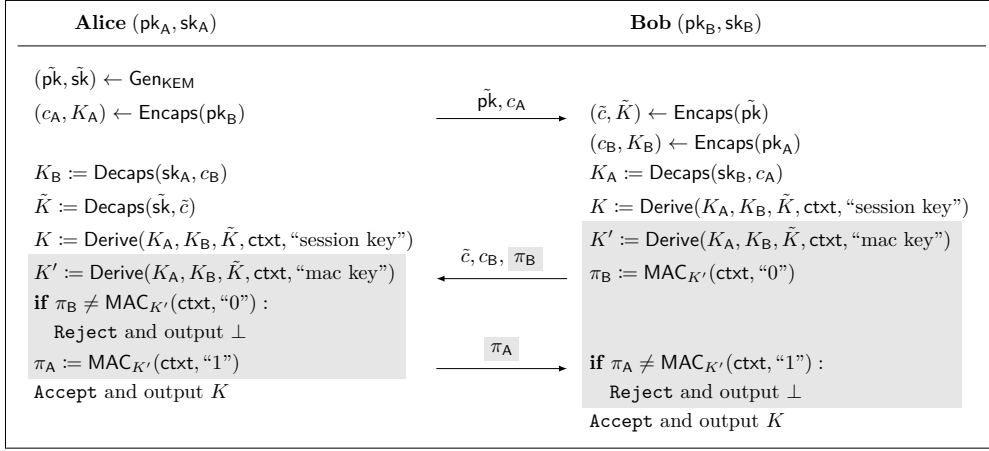 Alice (pk_A, sk_A) Bob (pk_B, sk_B)
(p̃k, s̃k) ← Gen_KEM
(c_A, K_A) ← Encaps(pk_B) p̃k, c_A (c̃, K̃) ← Encaps(p̃k)
(c_B, K_B) ← Encaps(pk_A)
K_B := Decaps(sk_A, c_B) K_A := Decaps(sk_B, c_A)
K̃ := Decaps(s̃k, c̃) K := Derive(K_A, K_B, K̃, ctxt, “session key”)
K := Derive(K_A, K_B, K̃, ctxt, “session key”) K′ := Derive(K_A, K_B, K̃, ctxt, “mac key”)
K′ := Derive(K_A, K_B, K̃, ctxt, “mac key”) c̃, c_B, π_B π_B := MAC_K′(ctxt, “0”)
if π_B ≠ MAC_K′(ctxt, “0”) :
Reject and output ⊥
π_A := MAC_K′(ctxt, “1”) π_A if π_A ≠ MAC_K′(ctxt, “1”) :
Accept and output K Reject and output ⊥
Accept and output K